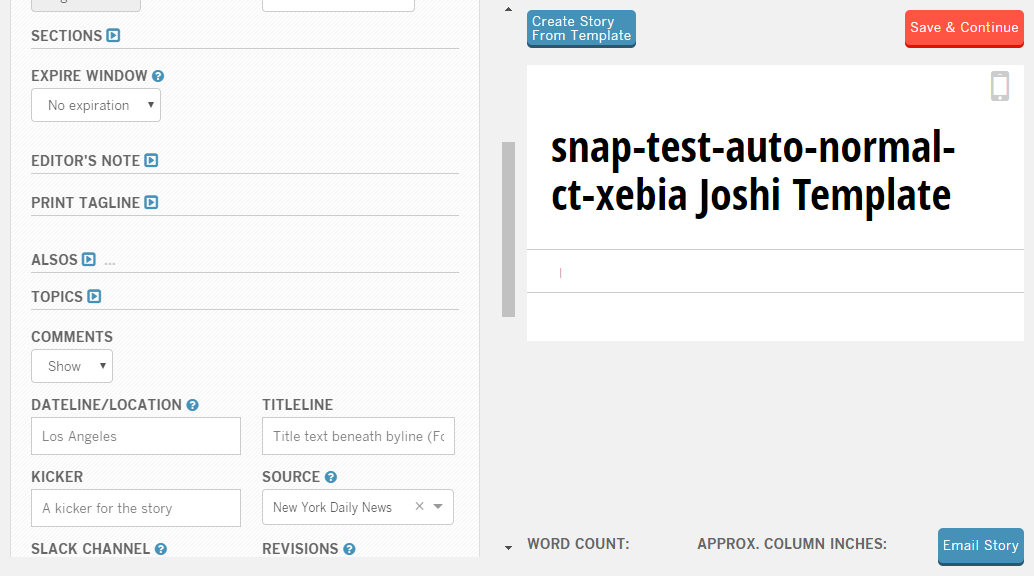 SECTIONS
EXPIRE WINDOW ?
No expiration
EDITOR'S NOTE
PRINT TAGLINE
ALSOS ...
TOPICS
COMMENTS
Show
DATELINE/LOCATION ?
TITLELINE
Los Angeles
Title text beneath byline (Fo
KICKER
SOURCE ?
A kicker for the story
New York Daily News ×
SLACK CHANNEL ?
REVISIONS ?
Create Story
From Template
Save & Continue
snap-test-auto-normal-
ct-xebia Joshi Template
WORD COUNT:
APPROX. COLUMN INCHES:
Email Story